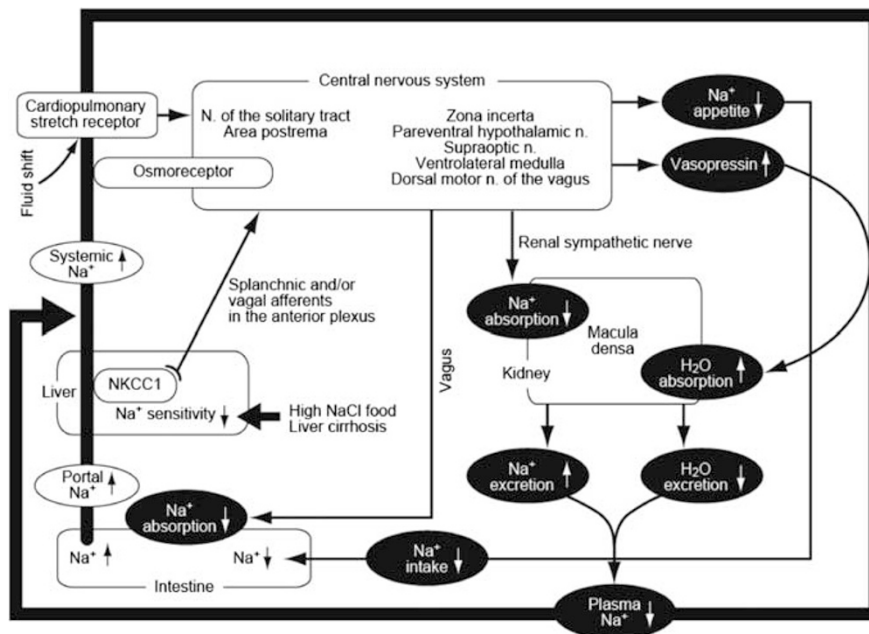 Central nervous system
Cardiopulmonary
stretch receptor
N. of the solitary tract
Area postrema
Zona incerta
Pareventral hypothalamic n.
Supraoptic n.
Ventrolateral medulla
Dorsal motor n. of the vagus
Na+
appetite ↓
Vasopressin ↑
Osmoreceptor
Fluid shift
Renal sympathetic nerve
Systemic ↑
Na+
Splanchnic and/or
vagal afferents
in the anterior plexus
Na+
absorption ↓
Macula
densa
Kidney
H2O
absorption ↑
Liver
NKCC1
Na+ sensitivity ↓
High NaCl food
Liver cirrhosis
Vagus
Portal ↑
Na+
Na+
absorption ↓
Na+
excretion ↑
H2O
excretion ↓
Na+ ↑
Na+ ↓
Intestine
Na+
intake ↓
Plasma ↓
Na+